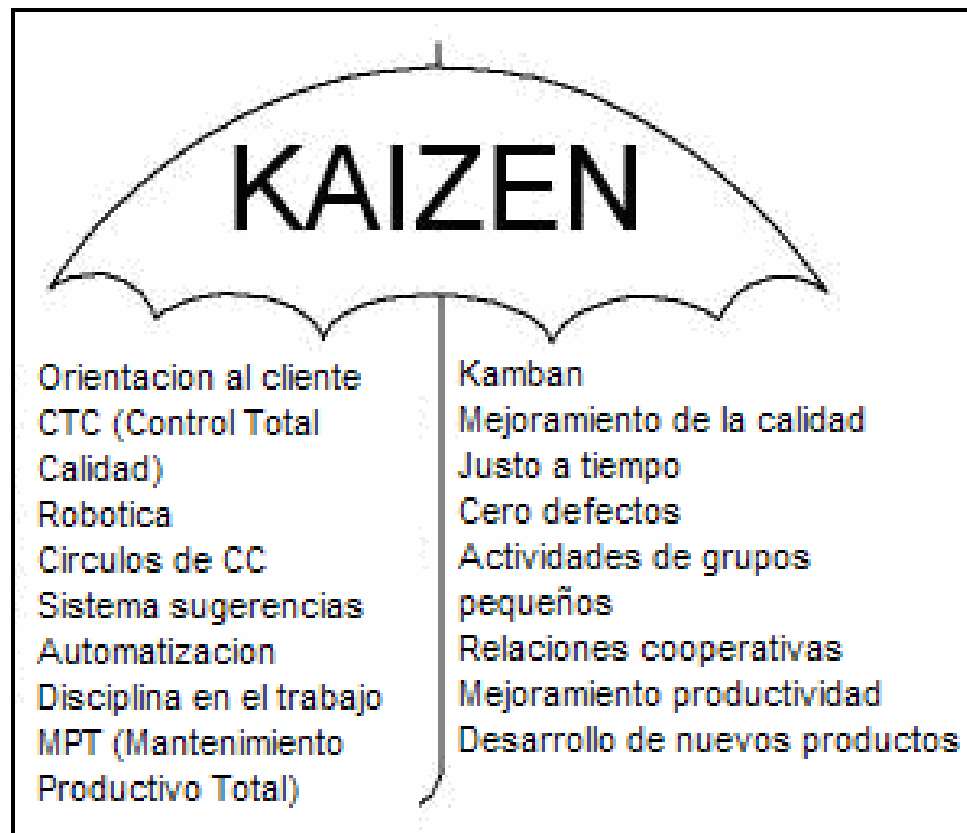 KAIZEN
Orientacion al cliente
CTC (Control Total
Calidad)
Robotica
Circulos de CC
Sistema sugerencias
Automatizacion
Disciplina en el trabajo
MPT (Mantenimiento
Productivo Total)
Kamban
Mejoramiento de la calidad
Justo a tiempo
Cero defectos
Actividades de grupos
pequeños
Relaciones cooperativas
Mejoramiento productividad
Desarrollo de nuevos productos